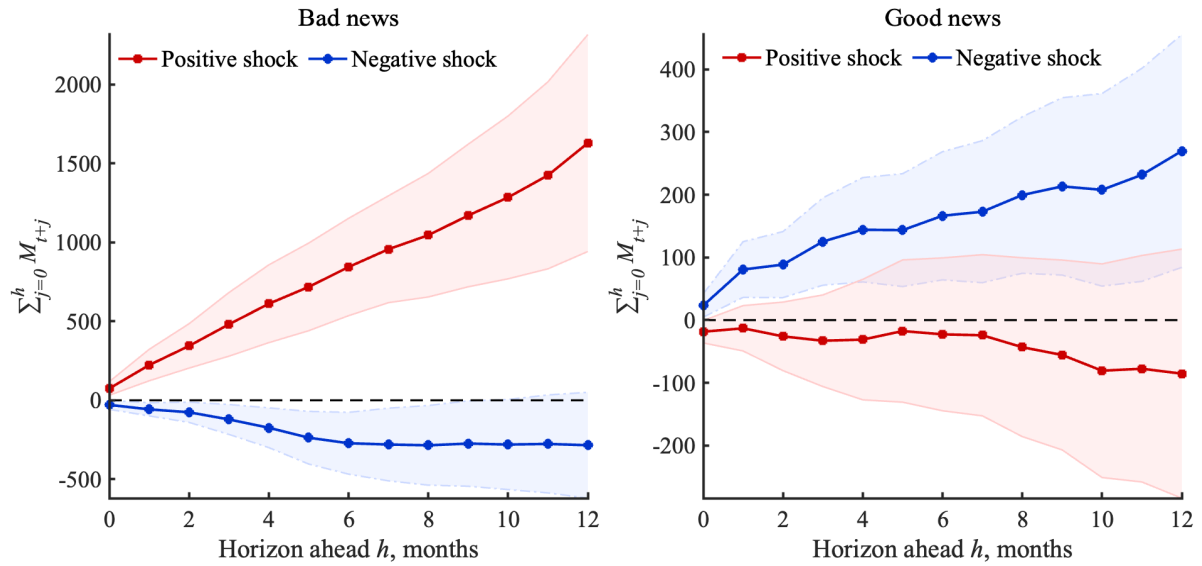 Bad news
Positive shock Negative shock
2000
1500
1000
500
0
-500
0 2 4 6 8 10 12
Horizon ahead h, months
Σ^h_{j=0} M_{t+j}
Good news
Positive shock Negative shock
400
300
200
100
0
-100
-200
0 2 4 6 8 10 12
Horizon ahead h, months
Σ^h_{j=0} M_{t+j}